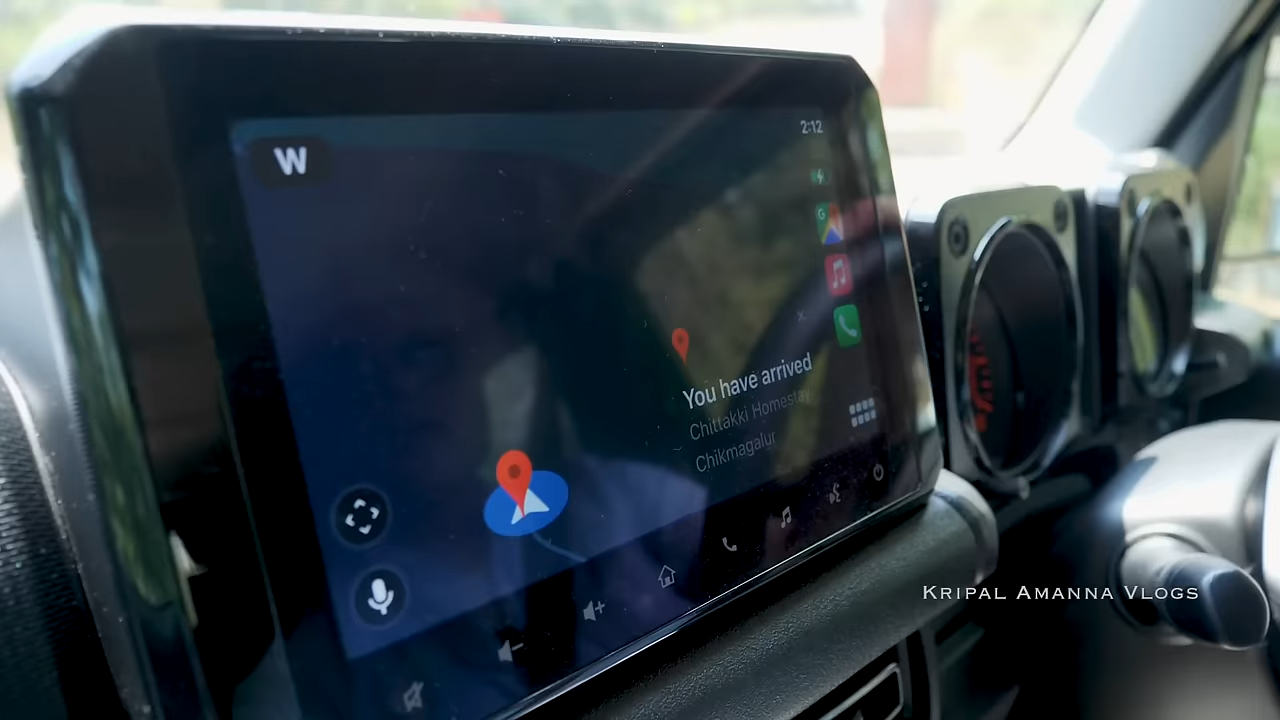 W
2:12
You have arrived
Chittakki Homestay
Chikmagalur
KRIPAL AMANNA VLOGS